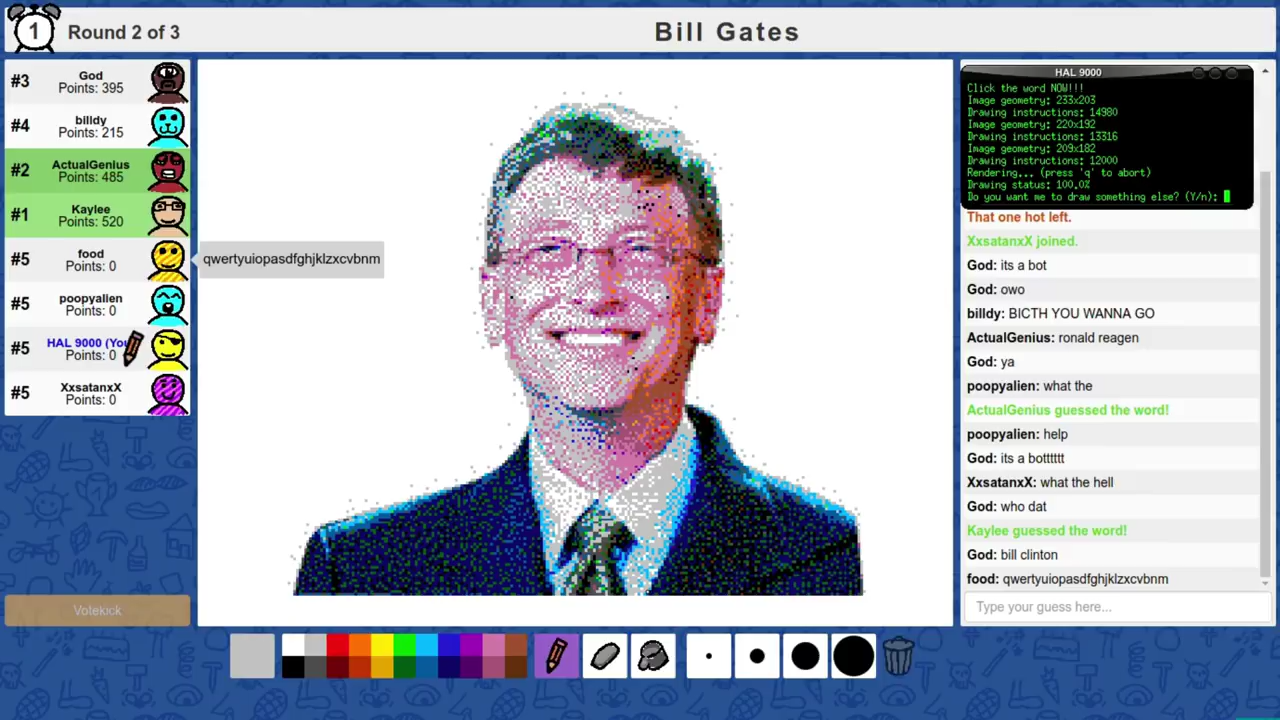 1
Round 2 of 3
Bill Gates
#3
God
Points: 395
#4
billdy
Points: 215
#2
ActualGenius
Points: 485
#1
Kaylee
Points: 520
#5
food
Points: 0
qwertyuiopasdfghjklzxcvbnm
#5
poopyalien
Points: 0
#5
HAL 9000 (You
Points: 0
#5
XxsatanxX
Points: 0
Votekick
HAL 9000
Click the word NOW!!!
Image geometry: 233x203
Drawing instructions: 14980
Image geometry: 220x192
Drawing instructions: 13316
Image geometry: 209x182
Drawing instructions: 12000
Rendering... (press 'q' to abort)
Drawing status: 100.0%
Do you want me to draw something else? (Y/n):
That one hot left.
XxsatanxX joined.
God: its a bot
God: owo
billdy: BICTH YOU WANNA GO
ActualGenius: ronald reagen
God: ya
poopyalien: what the
ActualGenius guessed the word!
poopyalien: help
God: its a botttttt
XxsatanxX: what the hell
God: who dat
Kaylee guessed the word!
God: bill clinton
food: qwertyuiopasdfghjklzxcvbnm
Type your guess here...